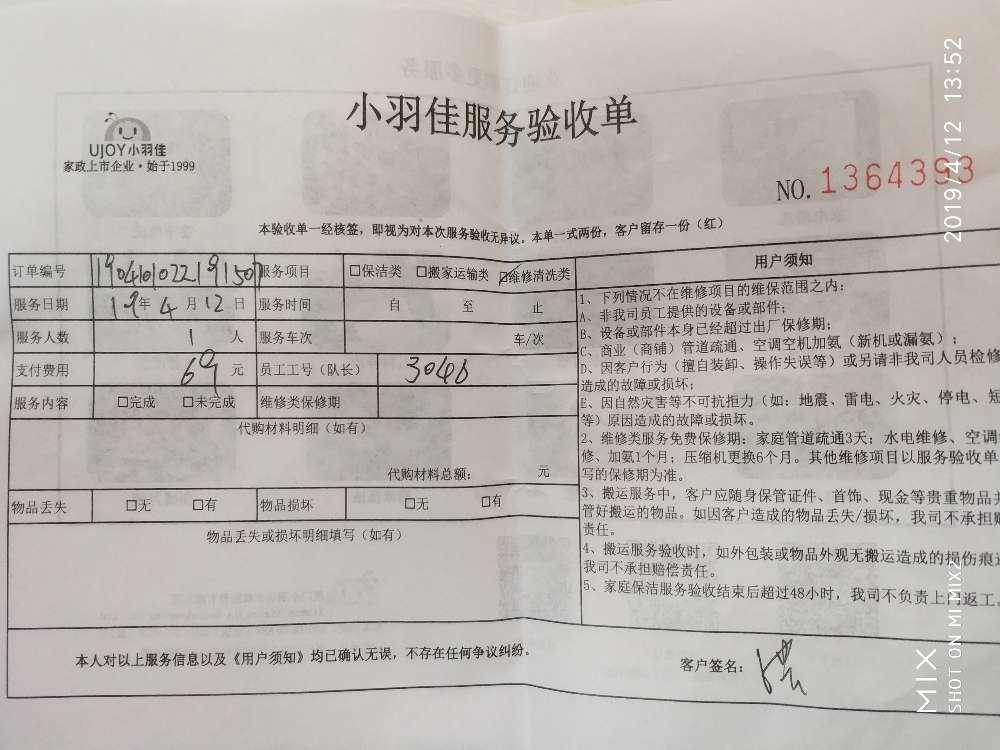 小羽佳服务验收单
UJOY小羽佳
家政上市企业·始于1999
NO. 1364393
本验收单一经核签，即视为对本次服务验收无异议。本单一式两份，客户留存一份（红）
订单编号 190401022191507 服务项目 □保洁类 □搬家运输类 ☑维修清洗类
服务日期 19年 4月 12日 服务时间 自 至 止
服务人数 1 人 服务车次 车/次
支付费用 69 元 员工工号（队长） 3046
服务内容 □完成 □未完成 维修类保修期
代购材料明细（如有）
代购材料总额： 元
物品丢失 □无 □有 物品损坏 □无 □有
物品丢失或损坏明细填写（如有）
用户须知
1、下列情况不在维修项目的维保范围之内：
A、非我司员工提供的设备或部件；
B、设备或部件本身已经超过出厂保修期；
C、商业（商铺）管道疏通、空调空机加氨（新机或漏氨）；
D、因客户行为（擅自装卸、操作失误等）或另请非我司人员检修
造成的故障或损坏；
E、因自然灾害等不可抗拒力（如：地震、雷电、火灾、停电、短
等）原因造成的故障或损坏。
2、维修类服务免费保修期：家庭管道疏通3天；水电维修、空调
修、加氨1个月；压缩机更换6个月。其他维修项目以服务验收单
写的保修期为准。
3、搬运服务中，客户应随身保管证件、首饰、现金等贵重物品并
管好搬运的物品。如因客户造成的物品丢失/损坏，我司不承担
责任。
4、搬运服务验收时，如外包装或物品外观无搬运造成的损伤痕迹
我司不承担赔偿责任。
5、家庭保洁服务验收结束后超过48小时，我司不负责上门返工、
本人对以上服务信息以及《用户须知》均已确认无误，不存在任何争议纠纷。
客户签名：
2019/4/12 13:52
MIX
SHOT ON MI MIX2